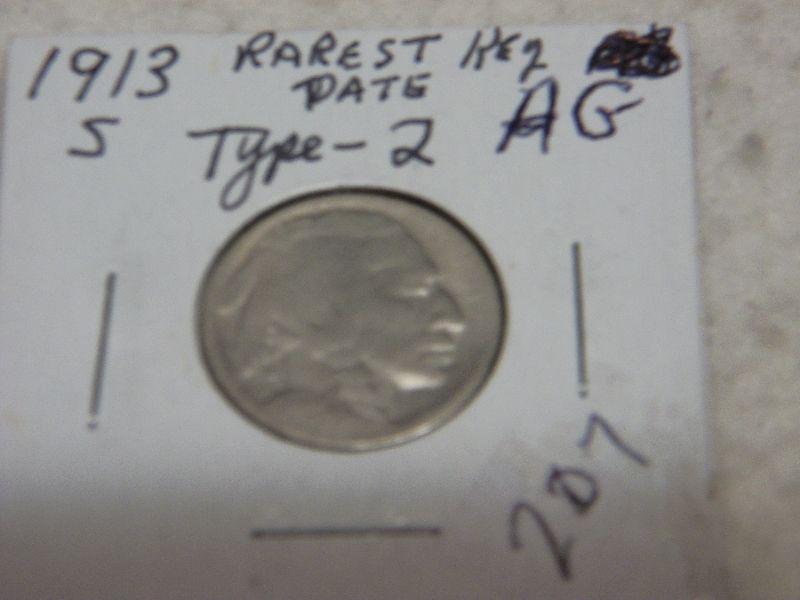 1913 RAREST KEY
DATE
S Type-2 AG
207